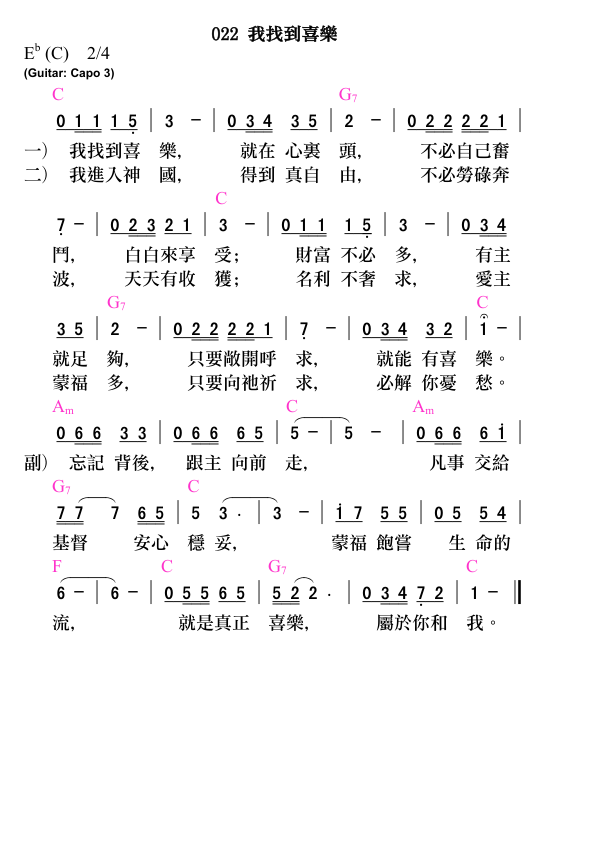 022 我找到喜樂
E♭ (C) 2/4
(Guitar: Capo 3)
C G7
0 1 1 1 5 | 3 － | 0 3 4 3 5 | 2 － | 0 2 2 2 2 1 |
一） 我找到喜 樂， 就在 心裏 頭， 不必自己奮
二） 我進入神 國， 得到 真自 由， 不必勞碌奔
C
7 － | 0 2 3 2 1 | 3 － | 0 1 1 1 5 | 3 － | 0 3 4
鬥， 白白來享 受； 財富 不必 多， 有主
波， 天天有收 獲； 名利 不奢 求， 愛主
G7 C
3 5 | 2 － | 0 2 2 2 2 1 | 7 － | 0 3 4 3 2 | 1 － |
就足 夠， 只要敞開呼 求， 就能 有喜 樂。
蒙福 多， 只要向祂祈 求， 必解 你憂 愁。
Am C Am
0 6 6 3 3 | 0 6 6 6 5 | 5 － | 5 － | 0 6 6 6 1 |
副） 忘記 背後， 跟主 向前 走， 凡事 交給
G7 C
7 7 7 6 5 | 5 3 . | 3 － | 1 7 5 5 | 0 5 5 4 |
基督 安心 穩 妥， 蒙福 飽嘗 生 命的
F C G7 C
6 － | 6 － | 0 5 5 6 5 | 5 2 2 . | 0 3 4 7 2 | 1 － ‖
流， 就是真正 喜樂， 屬於你和 我。